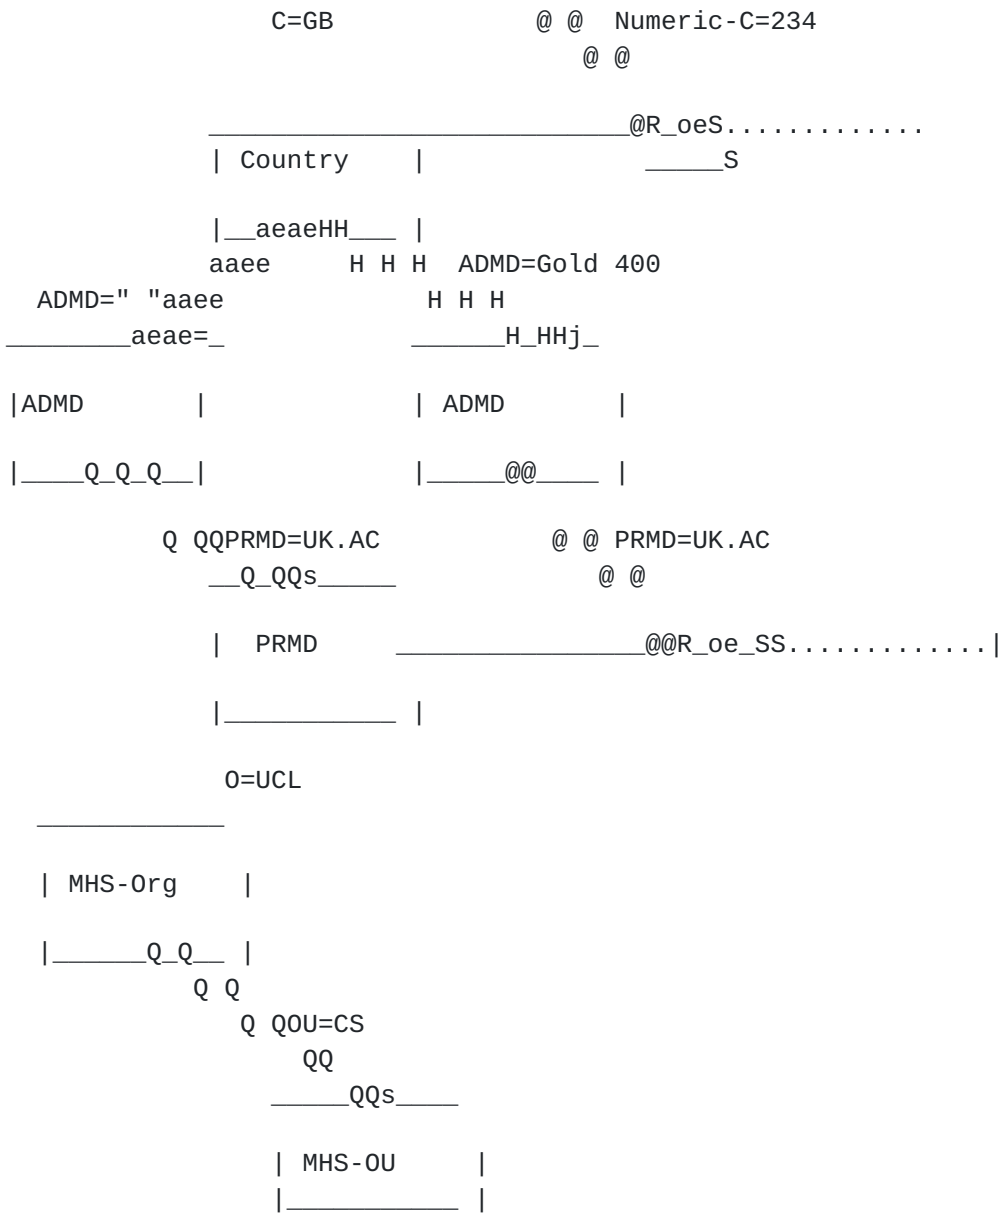 C=GB @ @ Numeric-C=234
@ @
___________________________@R_oeS.............
| Country | _____S
|__aeaeHH___ |
aaee H H H ADMD=Gold 400
ADMD=" "aaee H H H
________aeae=_ ______H_HHj_
|ADMD | | ADMD |
|____Q_Q_Q__| |_____@@____ |
Q QQPRMD=UK.AC @ @ PRMD=UK.AC
__Q_QQs_____ @ @
| PRMD ________________@@R_oe_SS.............|
|___________ |
O=UCL
____________
| MHS-Org |
|______Q_Q__ |
Q Q
Q QOU=CS
QQ
_____QQs____
| MHS-OU |
|___________ |